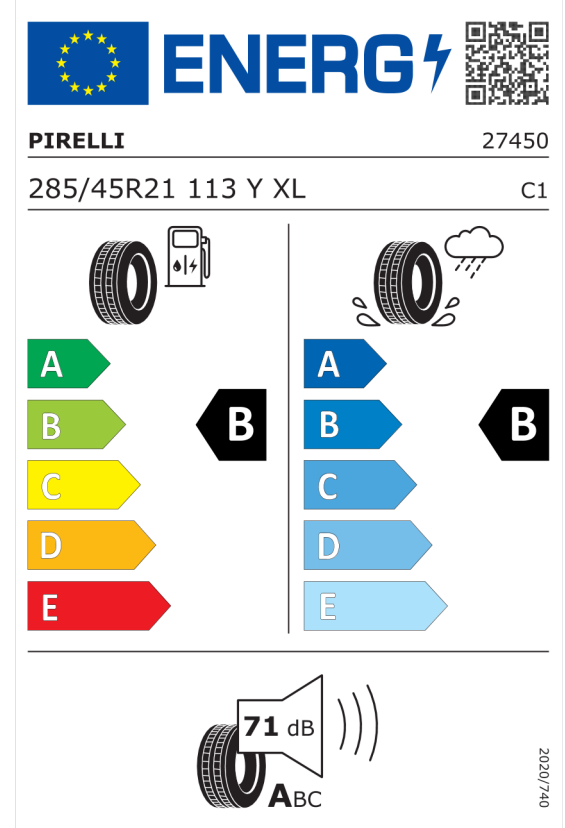 ENERG
PIRELLI 27450
285/45R21 113 Y XL C1
A A
B B B B
C C
D D
E E
71 dB
ABC
2020/740